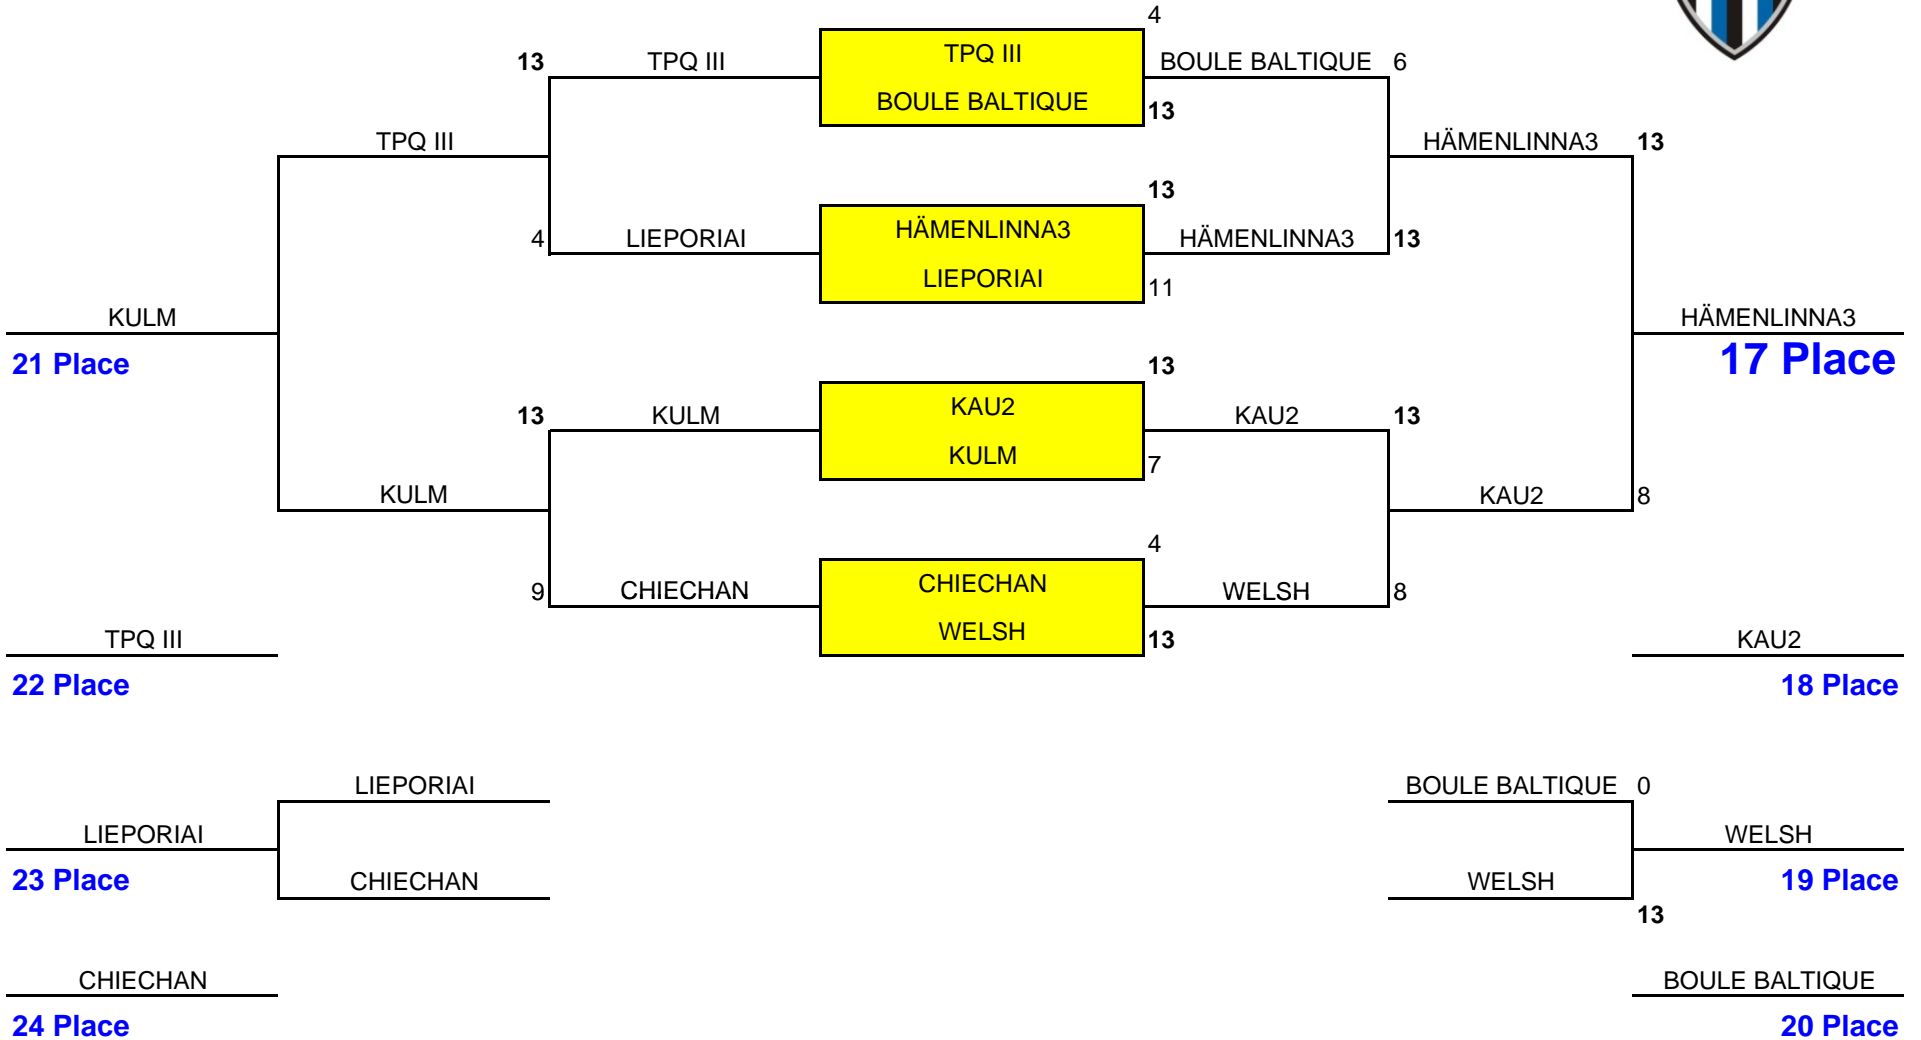 4
13 TPQ III TPQ III BOULE BALTIQUE 6
BOULE BALTIQUE 13
TPQ III HÄMENLINNA3 13
13
4 LIEPORIAI HÄMENLINNA3 HÄMENLINNA3 13
LIEPORIAI 11
KULM HÄMENLINNA3
21 Place 13 17 Place
13 KULM KAU2 KAU2 13
KULM 7
KULM KAU2 8
4
9 CHIECHAN CHIECHAN WELSH 8
WELSH 13
TPQ III KAU2
22 Place 18 Place
LIEPORIAI BOULE BALTIQUE 0
LIEPORIAI WELSH
23 Place CHIECHAN WELSH 19 Place
13
CHIECHAN BOULE BALTIQUE
24 Place 20 Place